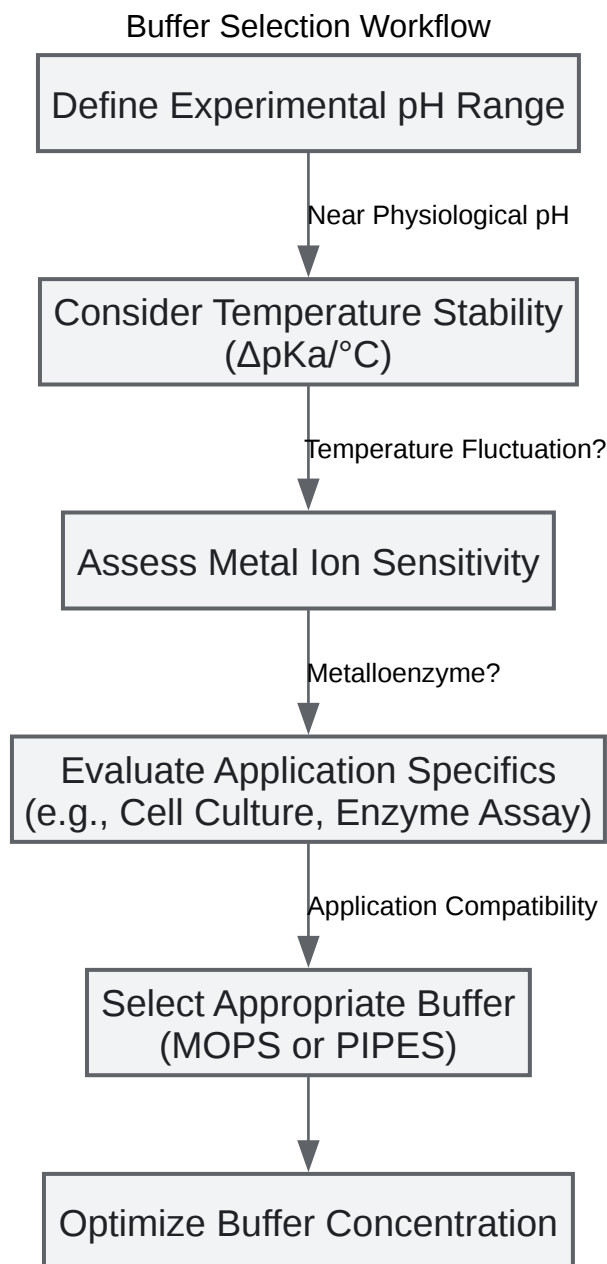 Buffer Selection Workflow
Define Experimental pH Range
Near Physiological pH
Consider Temperature Stability
(ΔpKa/°C)
Temperature Fluctuation?
Assess Metal Ion Sensitivity
Metalloenzyme?
Evaluate Application Specifics
(e.g., Cell Culture, Enzyme Assay)
Application Compatibility
Select Appropriate Buffer
(MOPS or PIPES)
Optimize Buffer Concentration